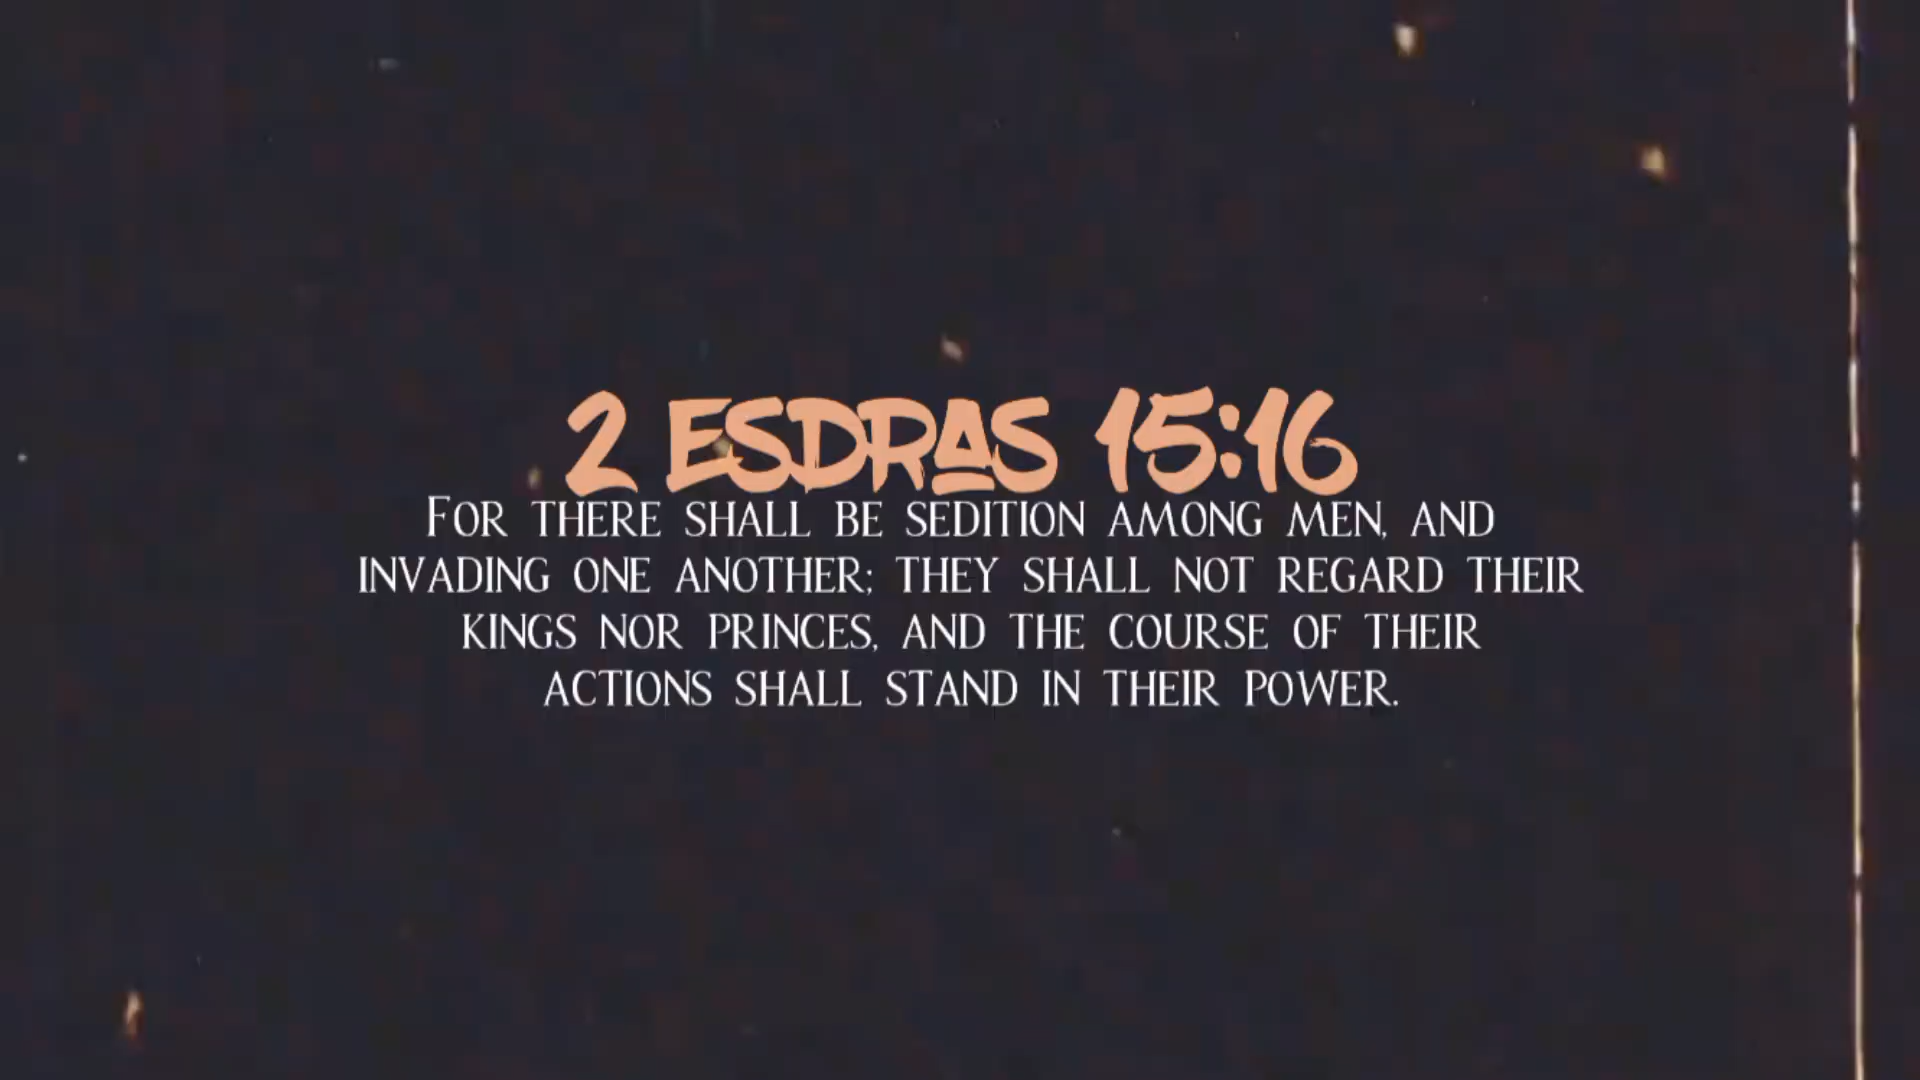 2 ESDRAS 15:16
FOR THERE SHALL BE SEDITION AMONG MEN, AND
INVADING ONE ANOTHER; THEY SHALL NOT REGARD THEIR
KINGS NOR PRINCES, AND THE COURSE OF THEIR
ACTIONS SHALL STAND IN THEIR POWER.